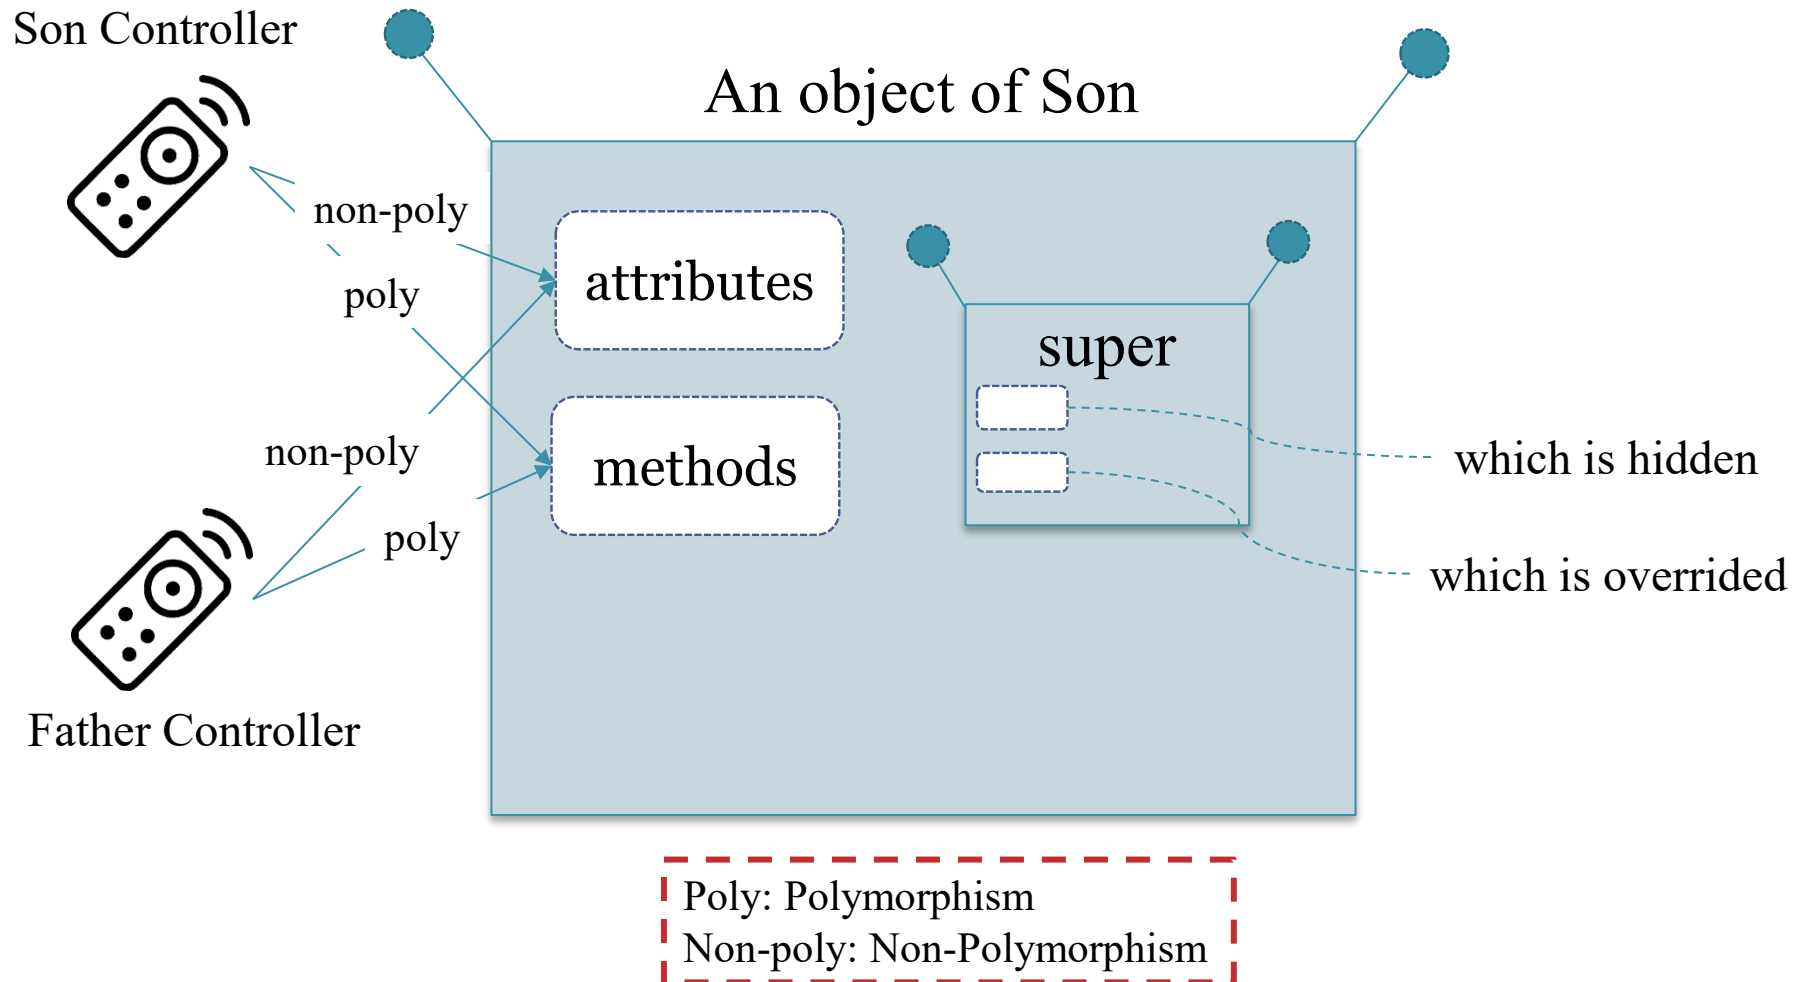 Son Controller
An object of Son
non-poly
attributes
poly
super
methods
non-poly
poly
which is hidden
which is overrided
Father Controller
Poly: Polymorphism
Non-poly: Non-Polymorphism